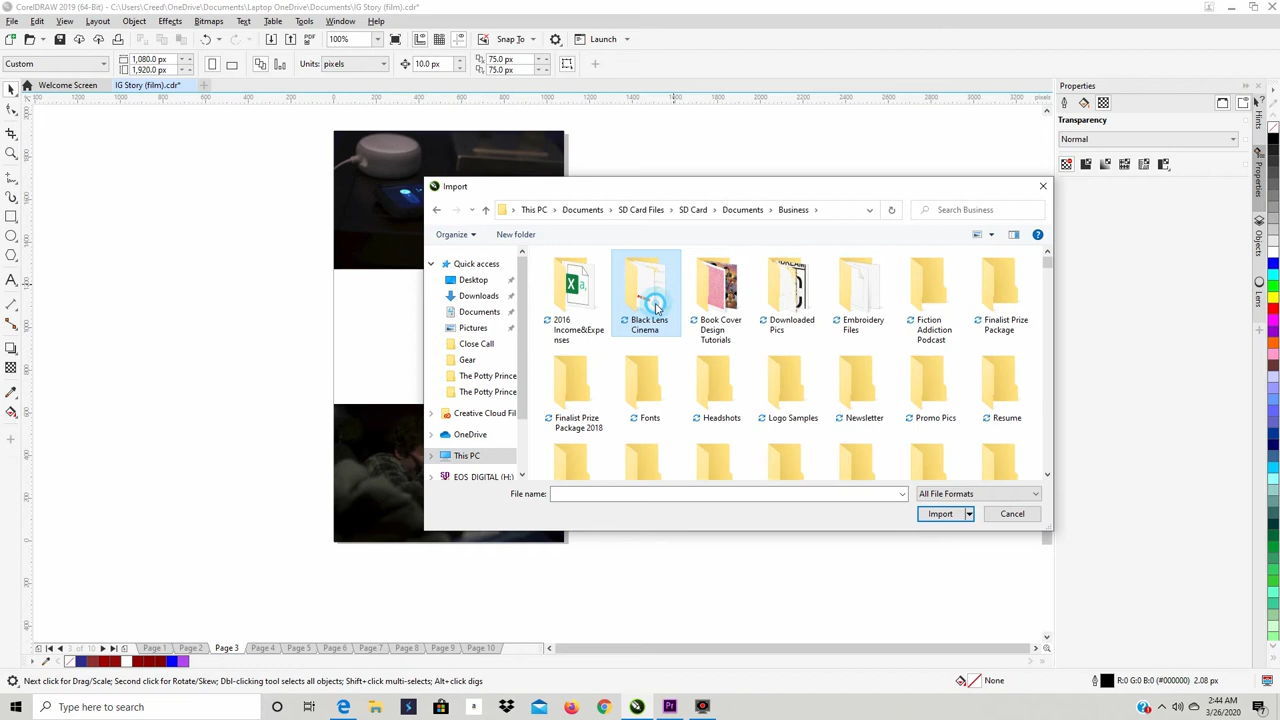 CorelDRAW 2019 (64-Bit) - C:\Users\Creed\OneDrive\Documents\Laptop OneDrive\Documents\IG Story (film).cdr*
File Edit View Layout Object Effects Bitmaps Text Table Tools Window Help
PDF 100% Snap To Launch
Custom 1,080.0 px 1,920.0 px Units: pixels 10.0 px 75.0 px 75.0 px
Welcome Screen IG Story (film).cdr*
pixels
Properties
Transparency
Normal
Hints
Properties
Objects
Lens
Import
This PC Documents SD Card Files SD Card Documents Business Search Business
Organize New folder
Quick access
Desktop
Downloads
Documents
Pictures
Close Call
Gear
The Potty Prince
The Potty Prince
Creative Cloud Fil
OneDrive
This PC
EOS_DIGITAL (H:)
2016 Income&Expenses
Black Lens Cinema
Book Cover Design Tutorials
Downloaded Pics
Embroidery Files
Fiction Addiction Podcast
Finalist Prize Package
Finalist Prize Package 2018
Fonts
Headshots
Logo Samples
Newsletter
Promo Pics
Resume
File name: All File Formats
Import Cancel
3 of 10 Page 1 Page 2 Page 3 Page 4 Page 5 Page 6 Page 7 Page 8 Page 9 Page 10
Next click for Drag/Scale; Second click for Rotate/Skew; Dbl-clicking tool selects all objects; Shift+click multi-selects; Alt+click digs
None R:0 G:0 B:0 (#000000) 2.08 px
Type here to search
2:44 AM
3/26/2020